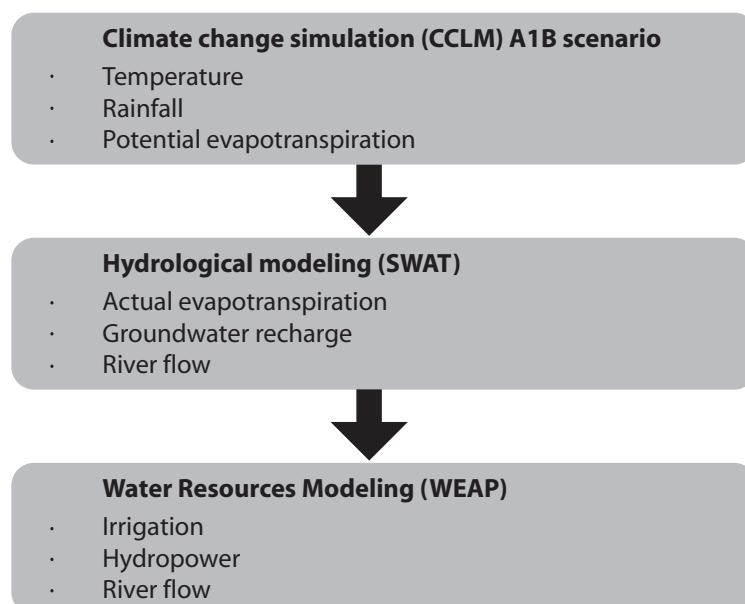 Climate change simulation (CCLM) A1B scenario
· Temperature
· Rainfall
· Potential evapotranspiration
Hydrological modeling (SWAT)
· Actual evapotranspiration
· Groundwater recharge
· River flow
Water Resources Modeling (WEAP)
· Irrigation
· Hydropower
· River flow